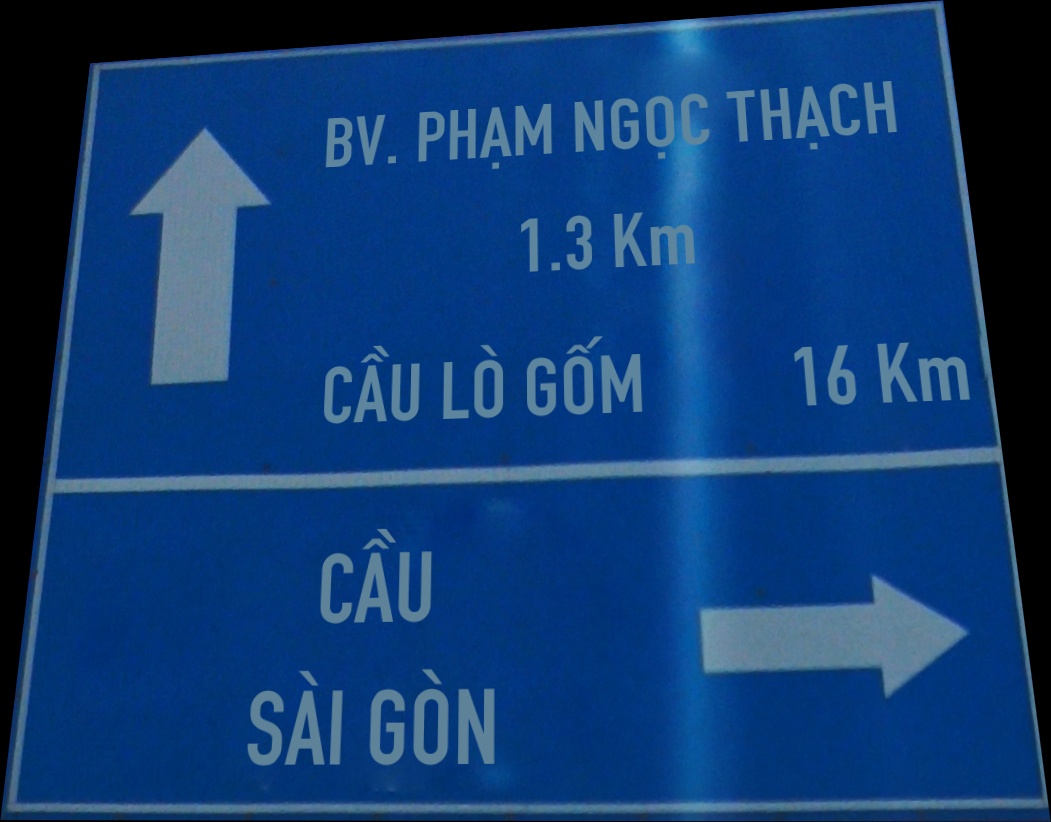 BV. PHẠM NGỌC THẠCH
1.3 Km
CẦU LÒ GỐM 16 Km
CẦU
SÀI GÒN